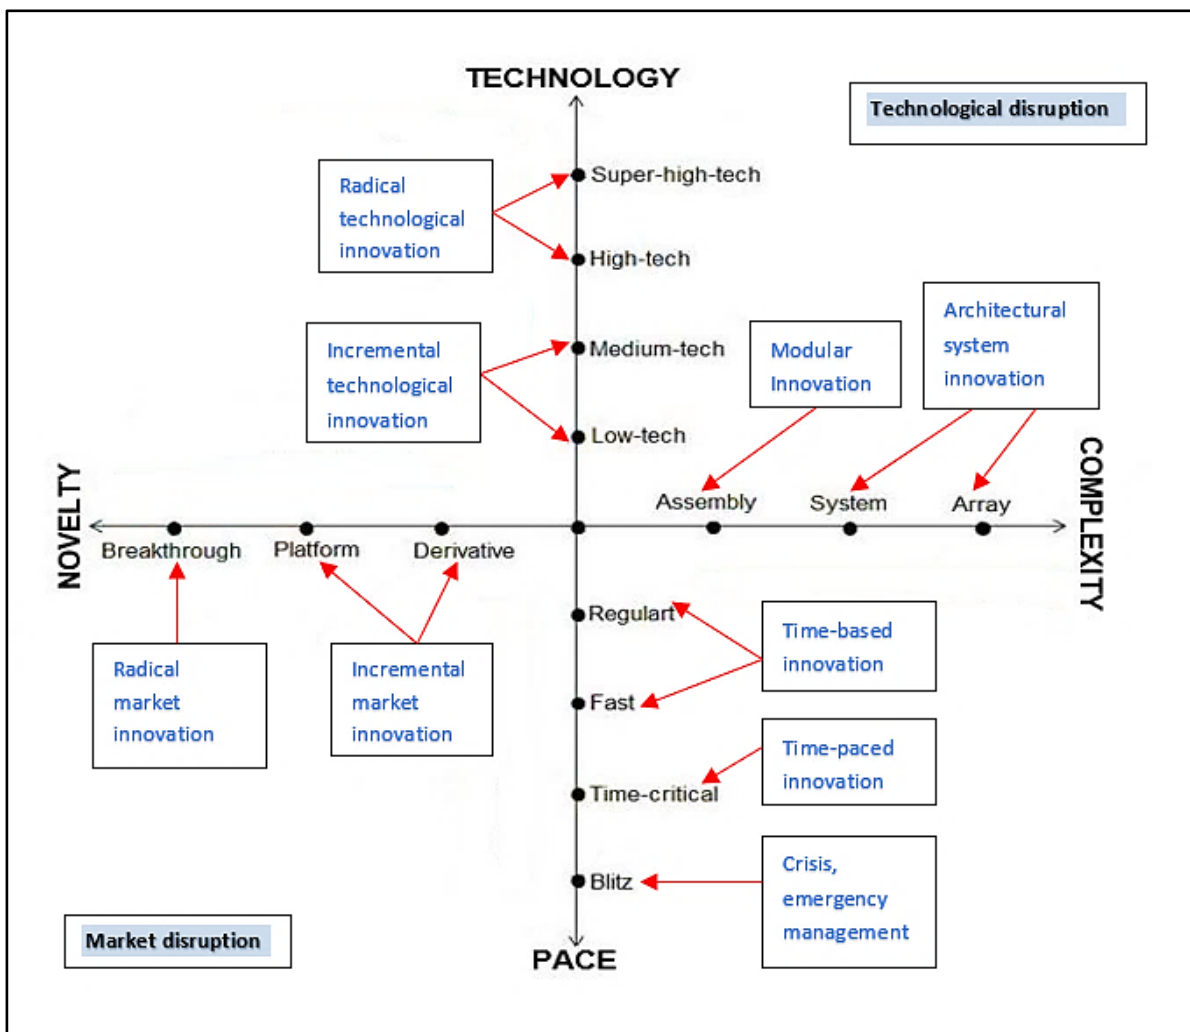 TECHNOLOGY
Technological disruption
Radical
technological
innovation
Super-high-tech
High-tech
Incremental
technological
innovation
Medium-tech
Low-tech
Modular
Innovation
Architectural
system
innovation
NOVELTY
COMPLEXITY
Assembly
System
Array
Breakthrough
Platform
Derivative
Radical
market
innovation
Incremental
market
innovation
Regulart
Fast
Time-critical
Blitz
Time-based
innovation
Time-paced
innovation
Crisis,
emergency
management
Market disruption
PACE